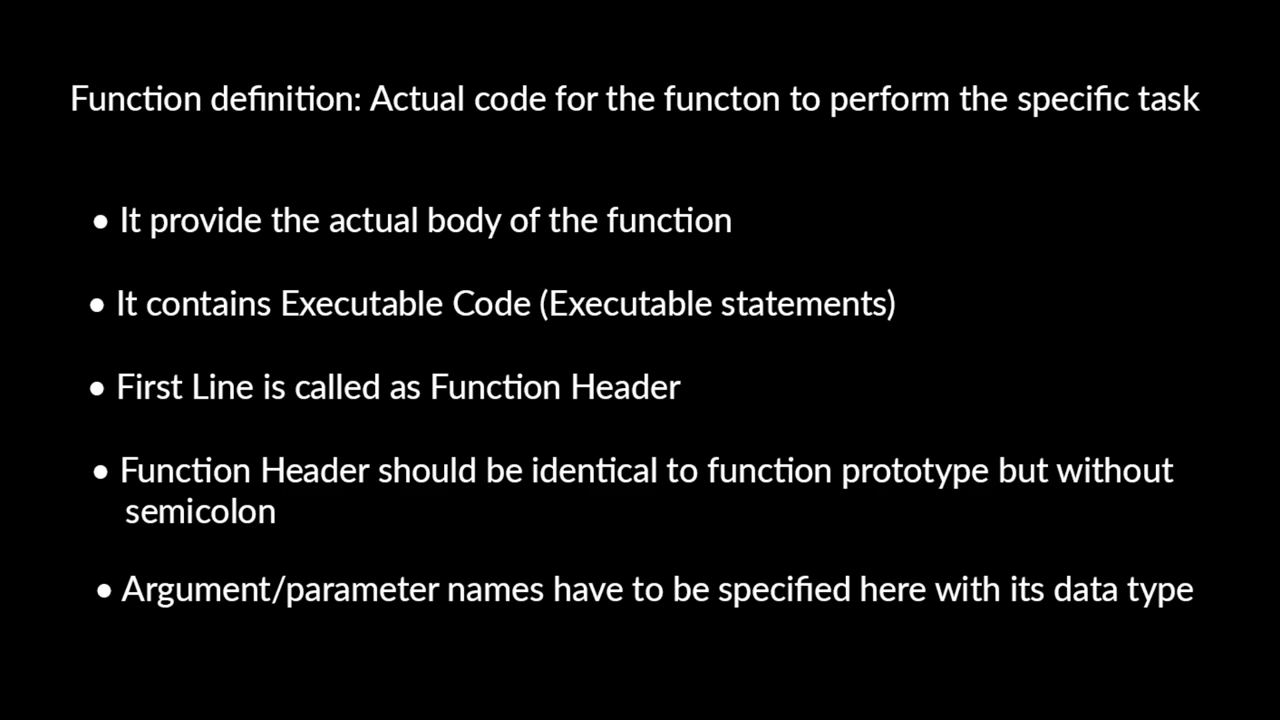 Function definition: Actual code for the functon to perform the specific task
• It provide the actual body of the function
• It contains Executable Code (Executable statements)
• First Line is called as Function Header
• Function Header should be identical to function prototype but without
semicolon
• Argument/parameter names have to be specified here with its data type